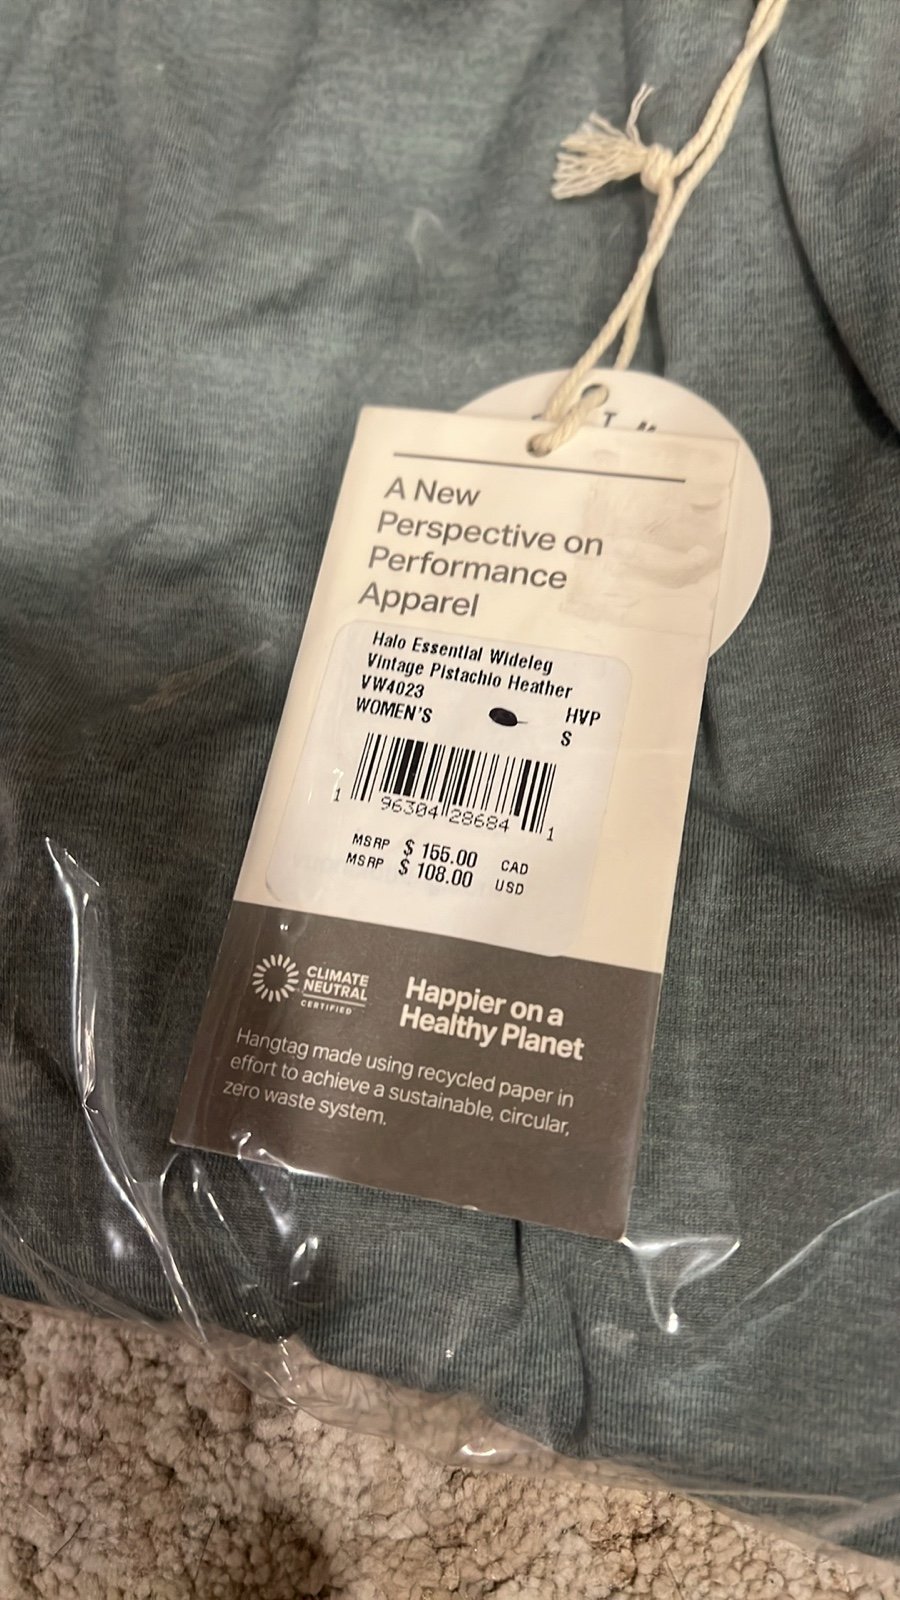 A New
Perspective on
Performance
Apparel
Halo Essential Wideleg
Vintage Pistachio Heather
VW4023
WOMEN'S HVP
S
1 96304 28684 1
MSRP $ 155.00 CAD
MSRP $ 108.00 USD
CLIMATE
NEUTRAL
CERTIFIED
Happier on a
Healthy Planet
Hangtag made using recycled paper in
effort to achieve a sustainable, circular,
zero waste system.